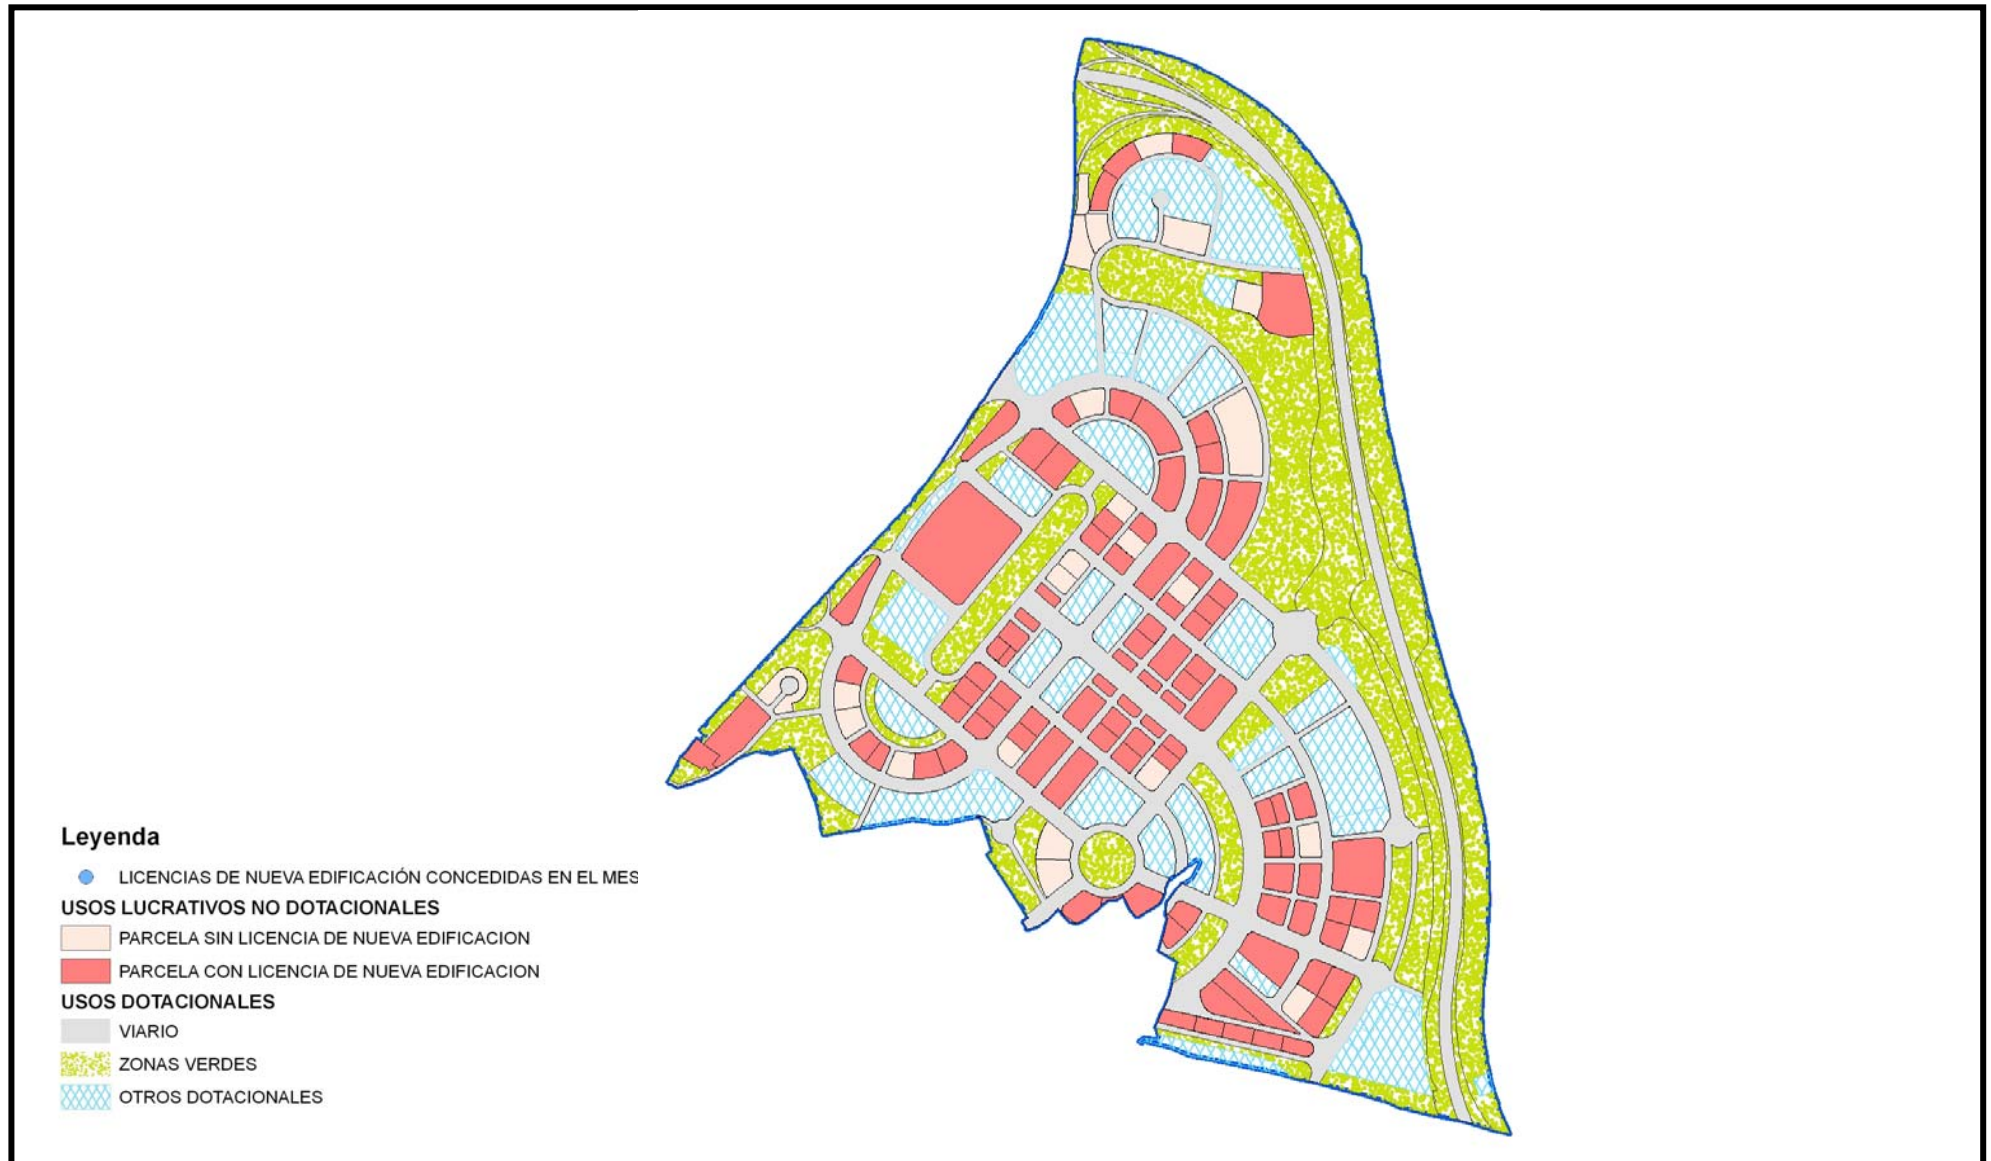 Leyenda
LICENCIAS DE NUEVA EDIFICACIÓN CONCEDIDAS EN EL MES
USOS LUCRATIVOS NO DOTACIONALES
PARCELA SIN LICENCIA DE NUEVA EDIFICACION
PARCELA CON LICENCIA DE NUEVA EDIFICACION
USOS DOTACIONALES
VIARIO
ZONAS VERDES
OTROS DOTACIONALES